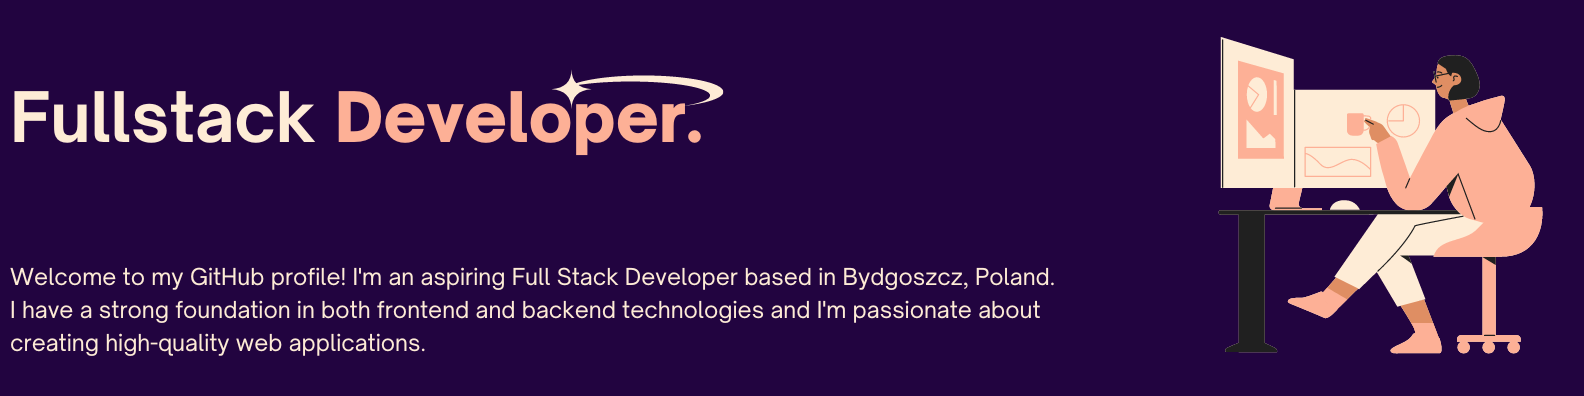 Fullstack Developer.
Welcome to my GitHub profile! I'm an aspiring Full Stack Developer based in Bydgoszcz, Poland.
I have a strong foundation in both frontend and backend technologies and I'm passionate about
creating high-quality web applications.